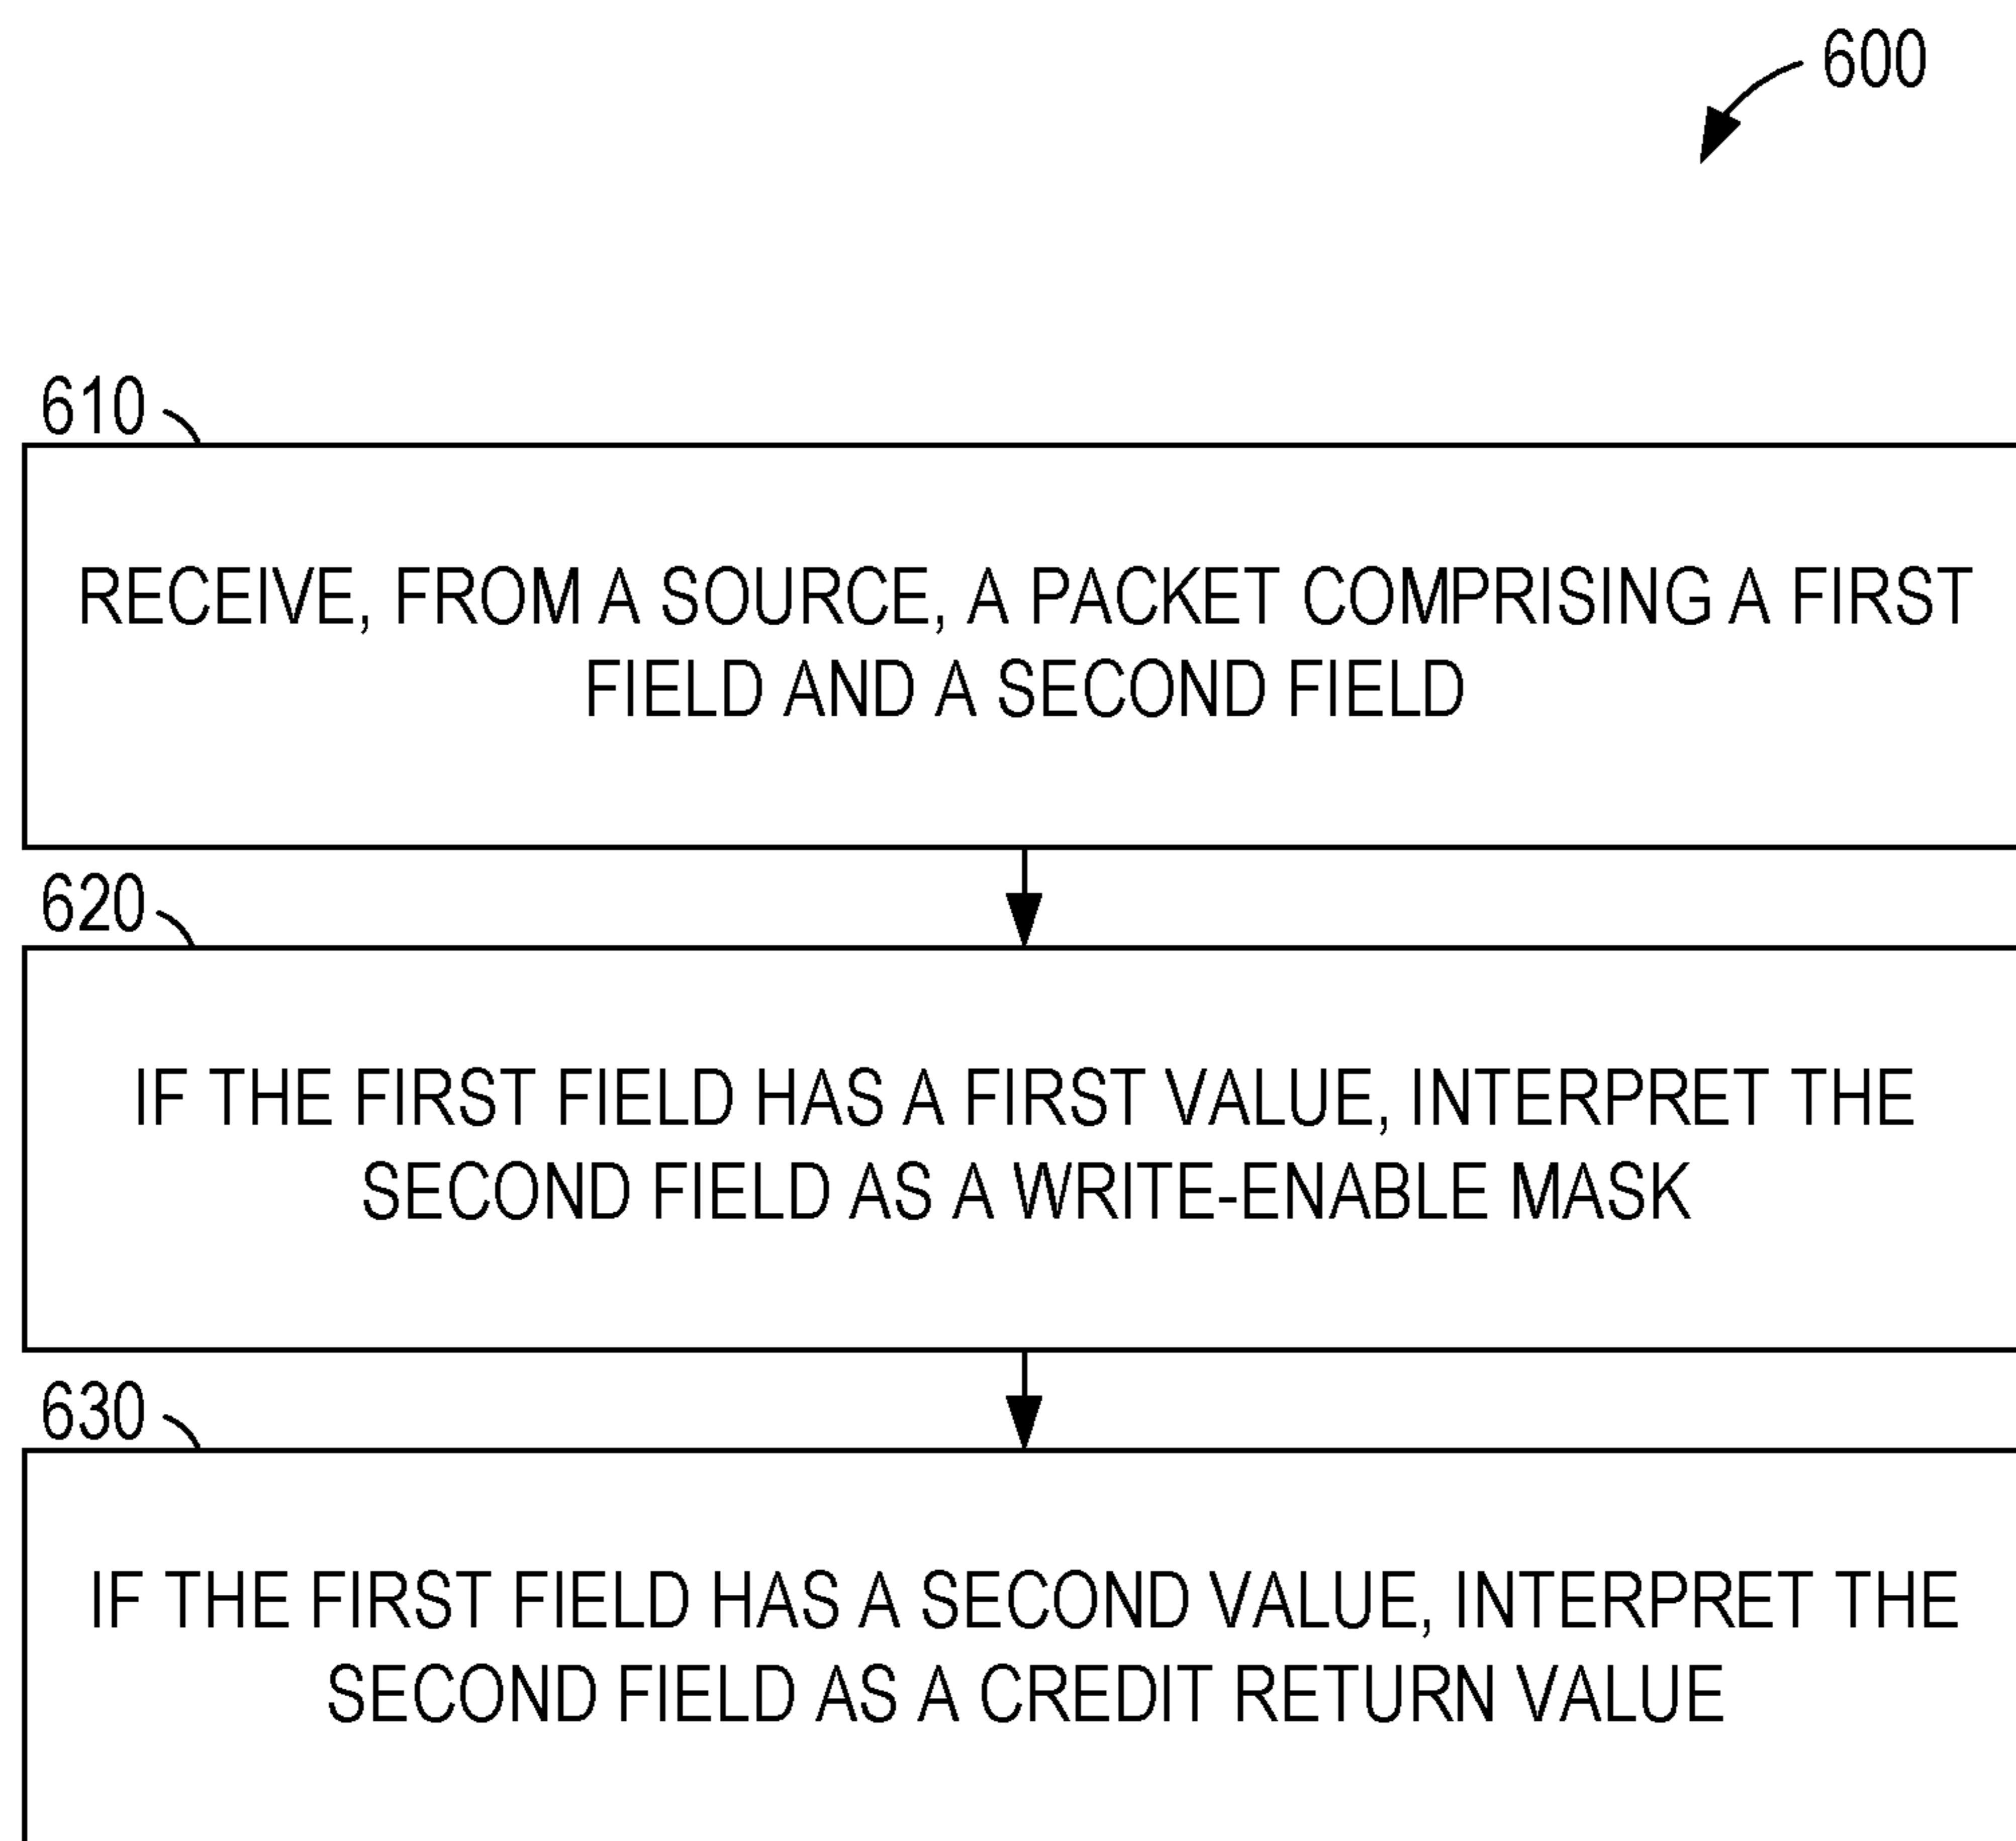 600
610
RECEIVE, FROM A SOURCE, A PACKET COMPRISING A FIRST
FIELD AND A SECOND FIELD
620
IF THE FIRST FIELD HAS A FIRST VALUE, INTERPRET THE
SECOND FIELD AS A WRITE-ENABLE MASK
630
IF THE FIRST FIELD HAS A SECOND VALUE, INTERPRET THE
SECOND FIELD AS A CREDIT RETURN VALUE